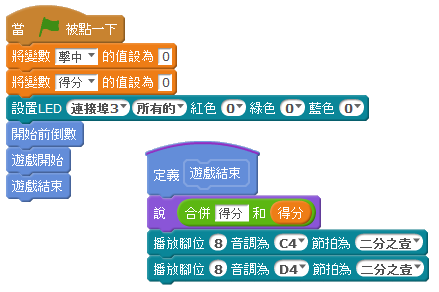 當 被點一下
將變數 擊中 的值設為 0
將變數 得分 的值設為 0
設置LED 連接埠3 所有的 紅色 0 綠色 0 藍色 0
開始前倒數
遊戲開始
遊戲結束
定義 遊戲結束
說 合併 得分 和 得分
播放腳位 8 音調為 C4 節拍為 二分之壹
播放腳位 8 音調為 D4 節拍為 二分之壹